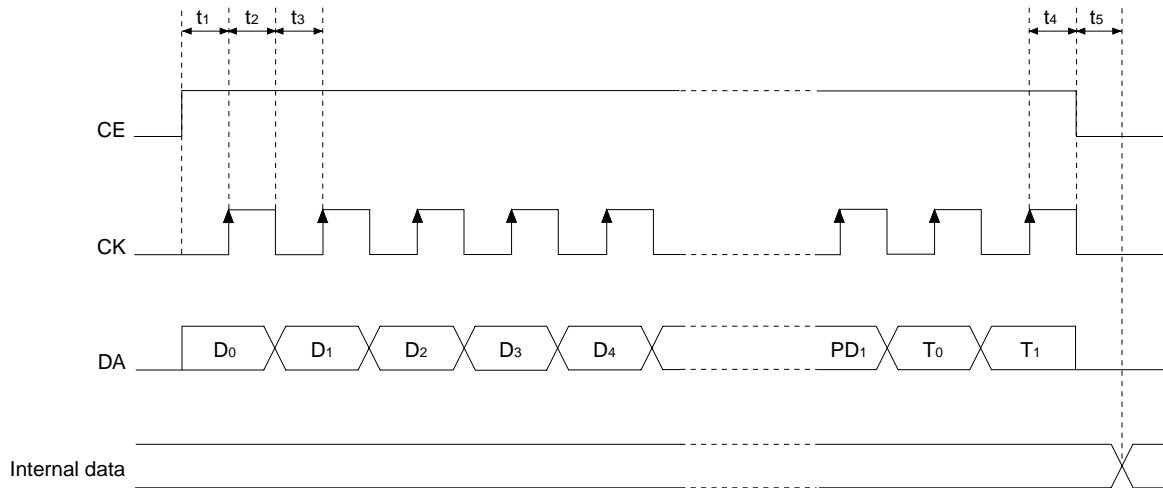 t1 t2 t3 t4 t5
CE
CK
DA D0 D1 D2 D3 D4 PD1 T0 T1
Internal data